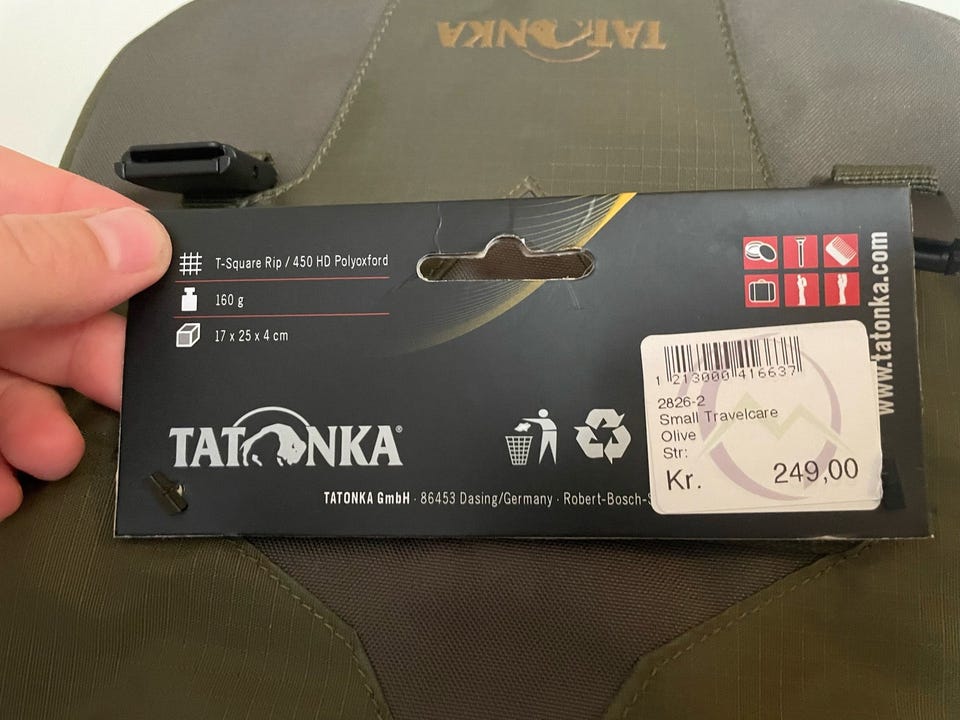 TATONKA
T-Square Rip / 450 HD Polyoxford
160 g
17 x 25 x 4 cm
TATONKA®
TATONKA GmbH · 86453 Dasing/Germany · Robert-Bosch-S
www.tatonka.com
1 213000 416637
2826-2
Small Travelcare
Olive
Str:
Kr. 249,00